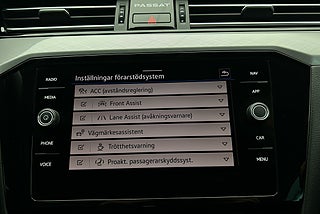 PASSAT
Inställningar förarstödsystem
RADIO
NAV
ACC (avståndsreglering)
MEDIA
APP
Front Assist
Lane Assist (avåkningsvarnare)
Vägmärkesassistent
PHONE
CAR
Trötthetsvarning
VOICE
MENU
Proakt. passagerarskyddssyst.